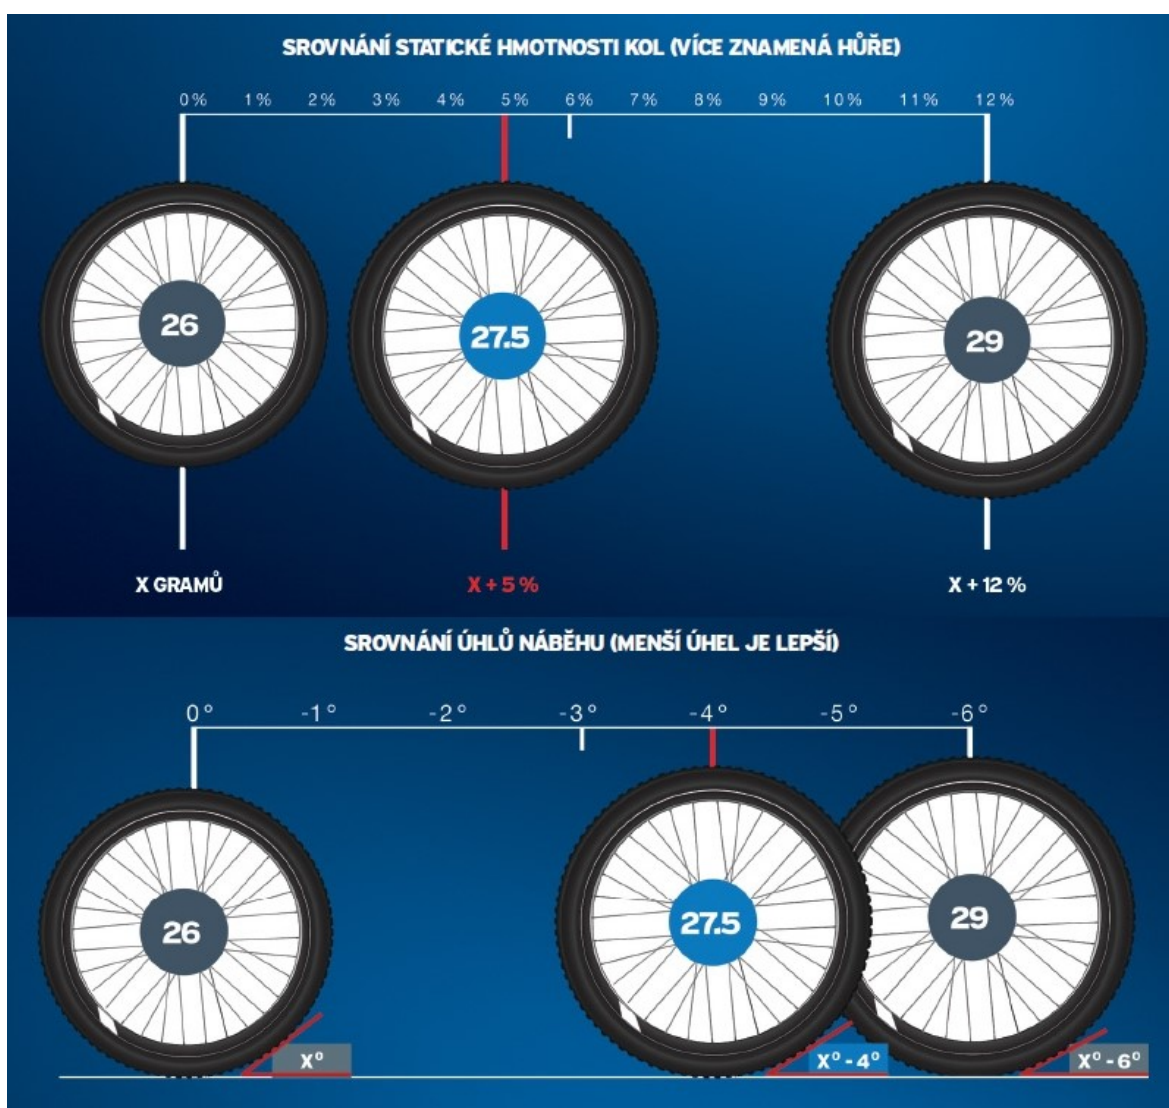 SROVNÁNÍ STATICKÉ HMOTNOSTI KOL (VÍCE ZNAMENÁ HŮŘE)
0% 1% 2% 3% 4% 5% 6% 7% 8% 9% 10% 11% 12%
26 27.5 29
X GRAMŮ X + 5 % X + 12 %
SROVNÁNÍ ÚHLŮ NÁBĚHU (MENŠÍ ÚHEL JE LEPŠÍ)
0° -1° -2° -3° -4° -5° -6°
26 27.5 29
X° X° - 4° X° - 6°